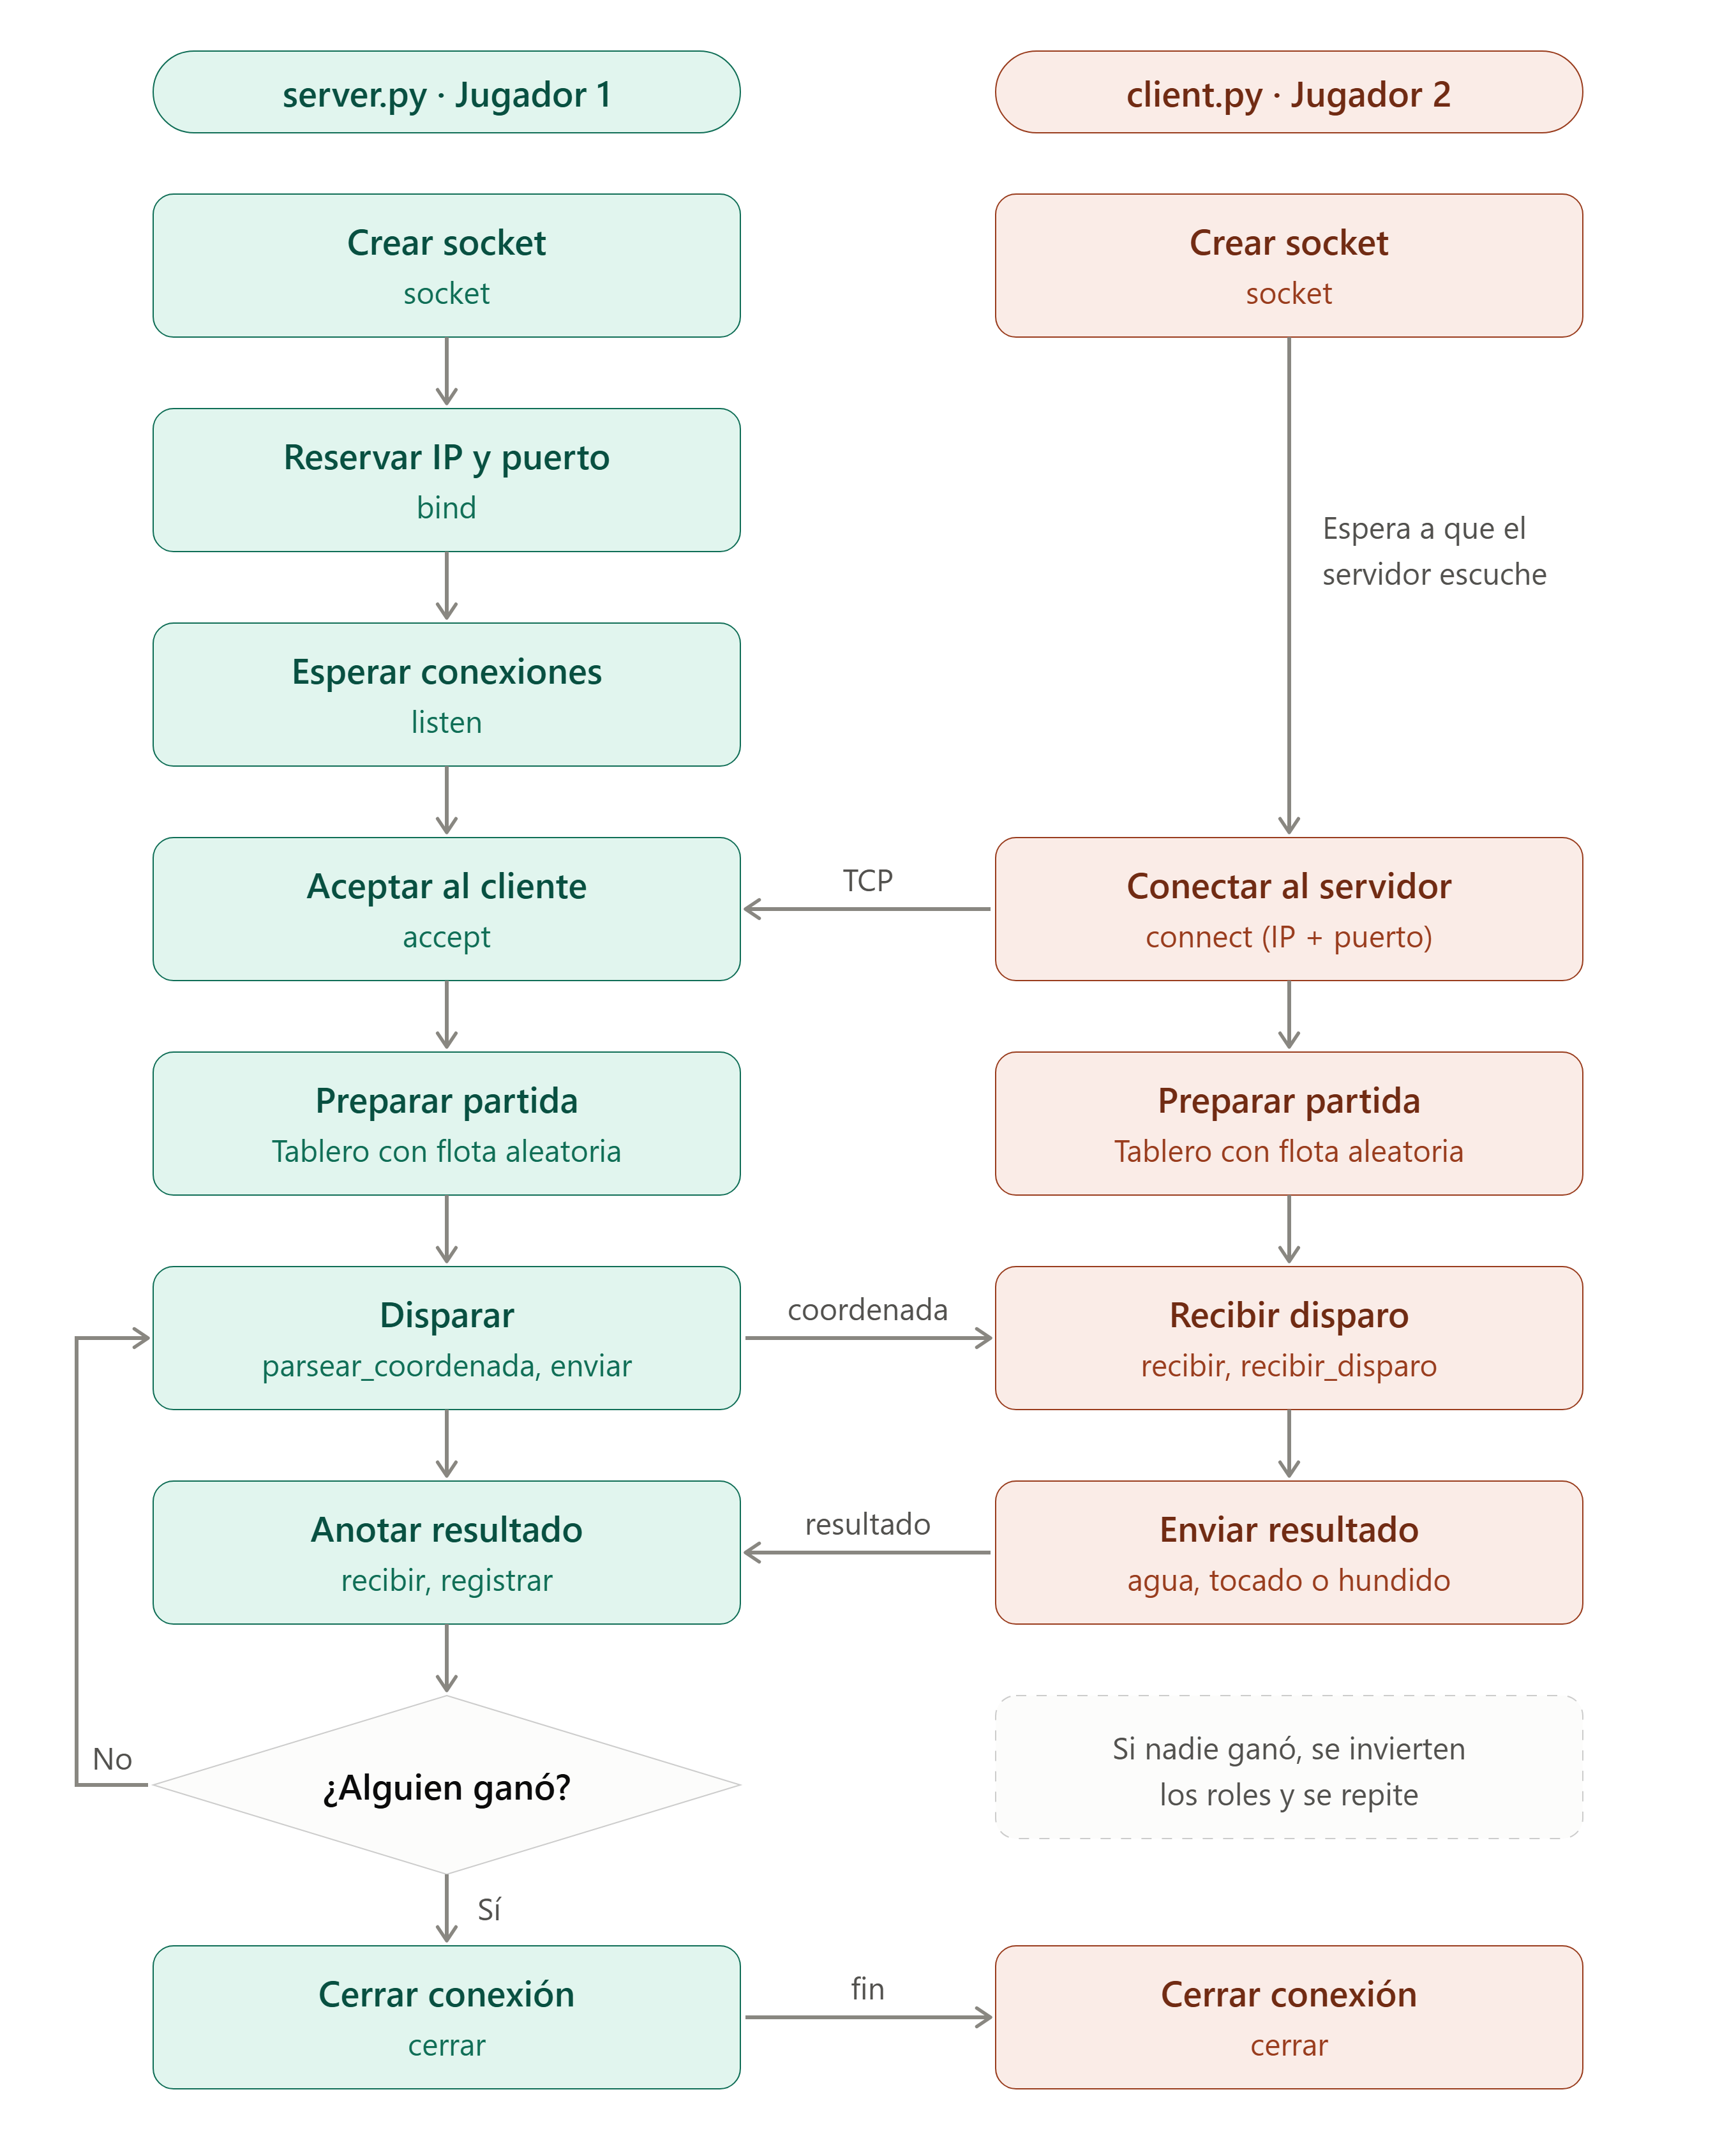 server.py · Jugador 1
client.py · Jugador 2
Crear socket
socket
Crear socket
socket
Reservar IP y puerto
bind
Espera a que el
servidor escuche
Esperar conexiones
listen
Aceptar al cliente
accept
TCP
Conectar al servidor
connect (IP + puerto)
Preparar partida
Tablero con flota aleatoria
Preparar partida
Tablero con flota aleatoria
Disparar
parsear_coordenada, enviar
coordenada
Recibir disparo
recibir, recibir_disparo
Anotar resultado
recibir, registrar
resultado
Enviar resultado
agua, tocado o hundido
No
¿Alguien ganó?
Si nadie ganó, se invierten
los roles y se repite
Sí
Cerrar conexión
cerrar
fin
Cerrar conexión
cerrar